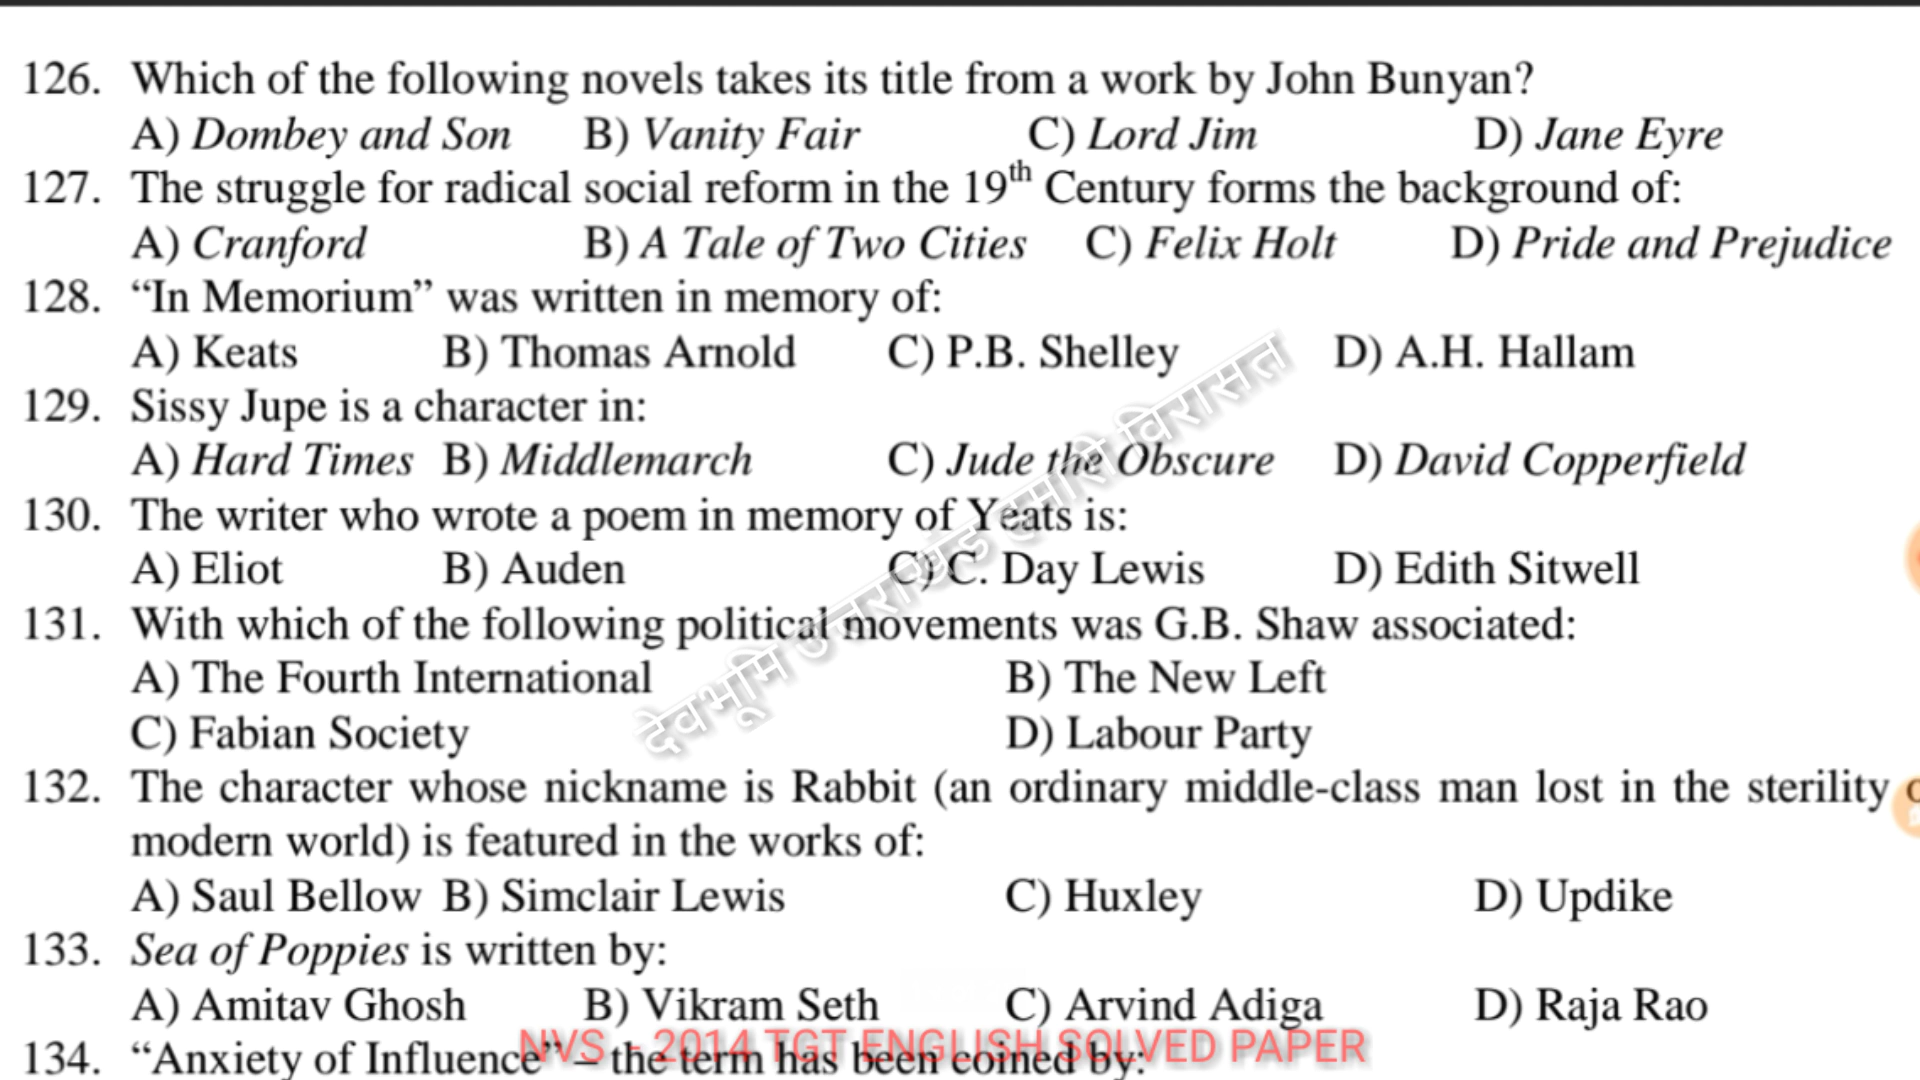 126. Which of the following novels takes its title from a work by John Bunyan?
A) Dombey and Son B) Vanity Fair C) Lord Jim D) Jane Eyre
127. The struggle for radical social reform in the 19th Century forms the background of:
A) Cranford B) A Tale of Two Cities C) Felix Holt D) Pride and Prejudice
128. “In Memorium” was written in memory of:
A) Keats B) Thomas Arnold C) P.B. Shelley D) A.H. Hallam
129. Sissy Jupe is a character in:
A) Hard Times B) Middlemarch C) Jude the Obscure D) David Copperfield
130. The writer who wrote a poem in memory of Yeats is:
A) Eliot B) Auden C) C. Day Lewis D) Edith Sitwell
131. With which of the following political movements was G.B. Shaw associated:
A) The Fourth International B) The New Left
C) Fabian Society D) Labour Party
132. The character whose nickname is Rabbit (an ordinary middle-class man lost in the sterility
modern world) is featured in the works of:
A) Saul Bellow B) Simclair Lewis C) Huxley D) Updike
133. Sea of Poppies is written by:
A) Amitav Ghosh B) Vikram Seth C) Arvind Adiga D) Raja Rao
134. “Anxiety of Influence” – the term has been coined by:
NVS - 2014 TGT ENGLISH SOLVED PAPER
देवभूमि उत्तराखंड हमारी विरासत